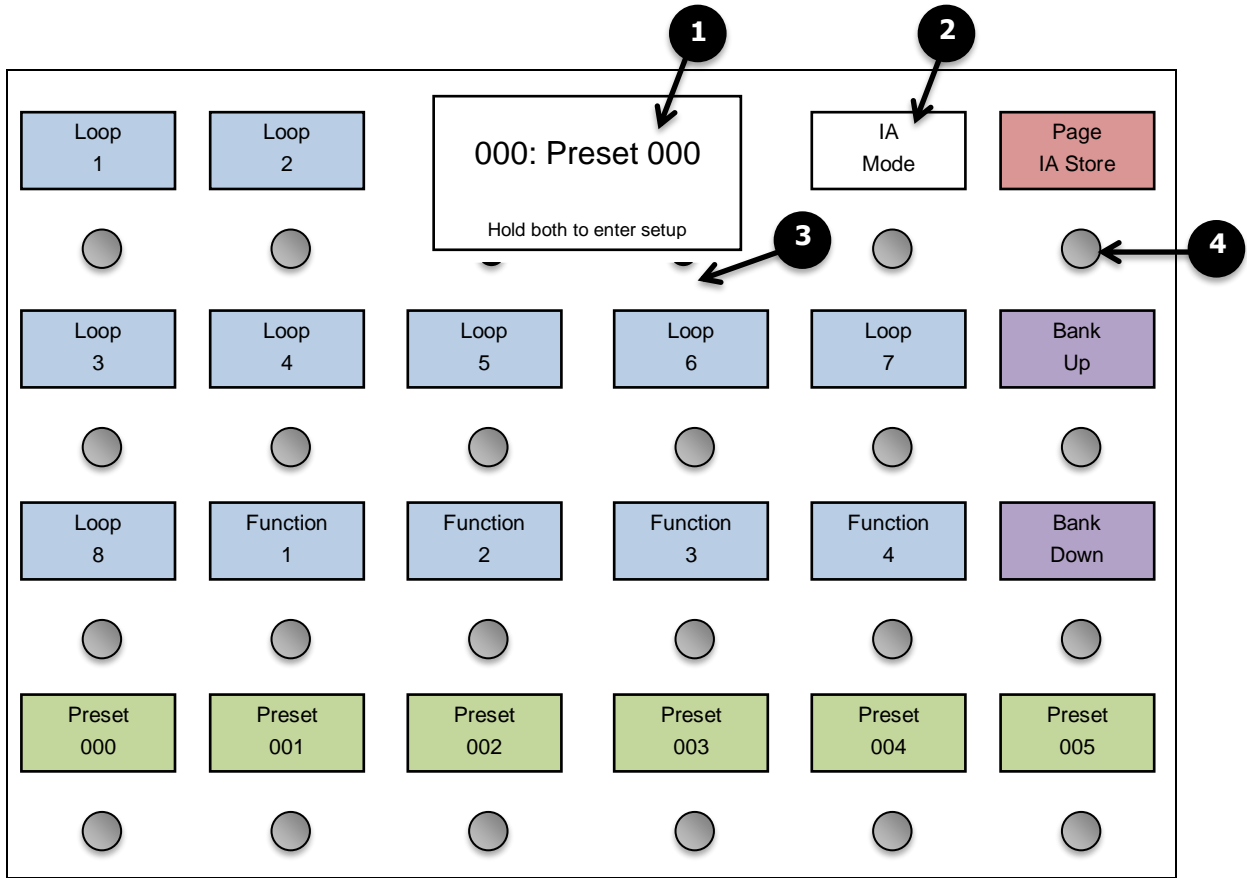 1
2
Loop
1
Loop
2
000: Preset 000
Hold both to enter setup
IA
Mode
Page
IA Store
3
4
Loop
3
Loop
4
Loop
5
Loop
6
Loop
7
Bank
Up
Loop
8
Function
1
Function
2
Function
3
Function
4
Bank
Down
Preset
000
Preset
001
Preset
002
Preset
003
Preset
004
Preset
005